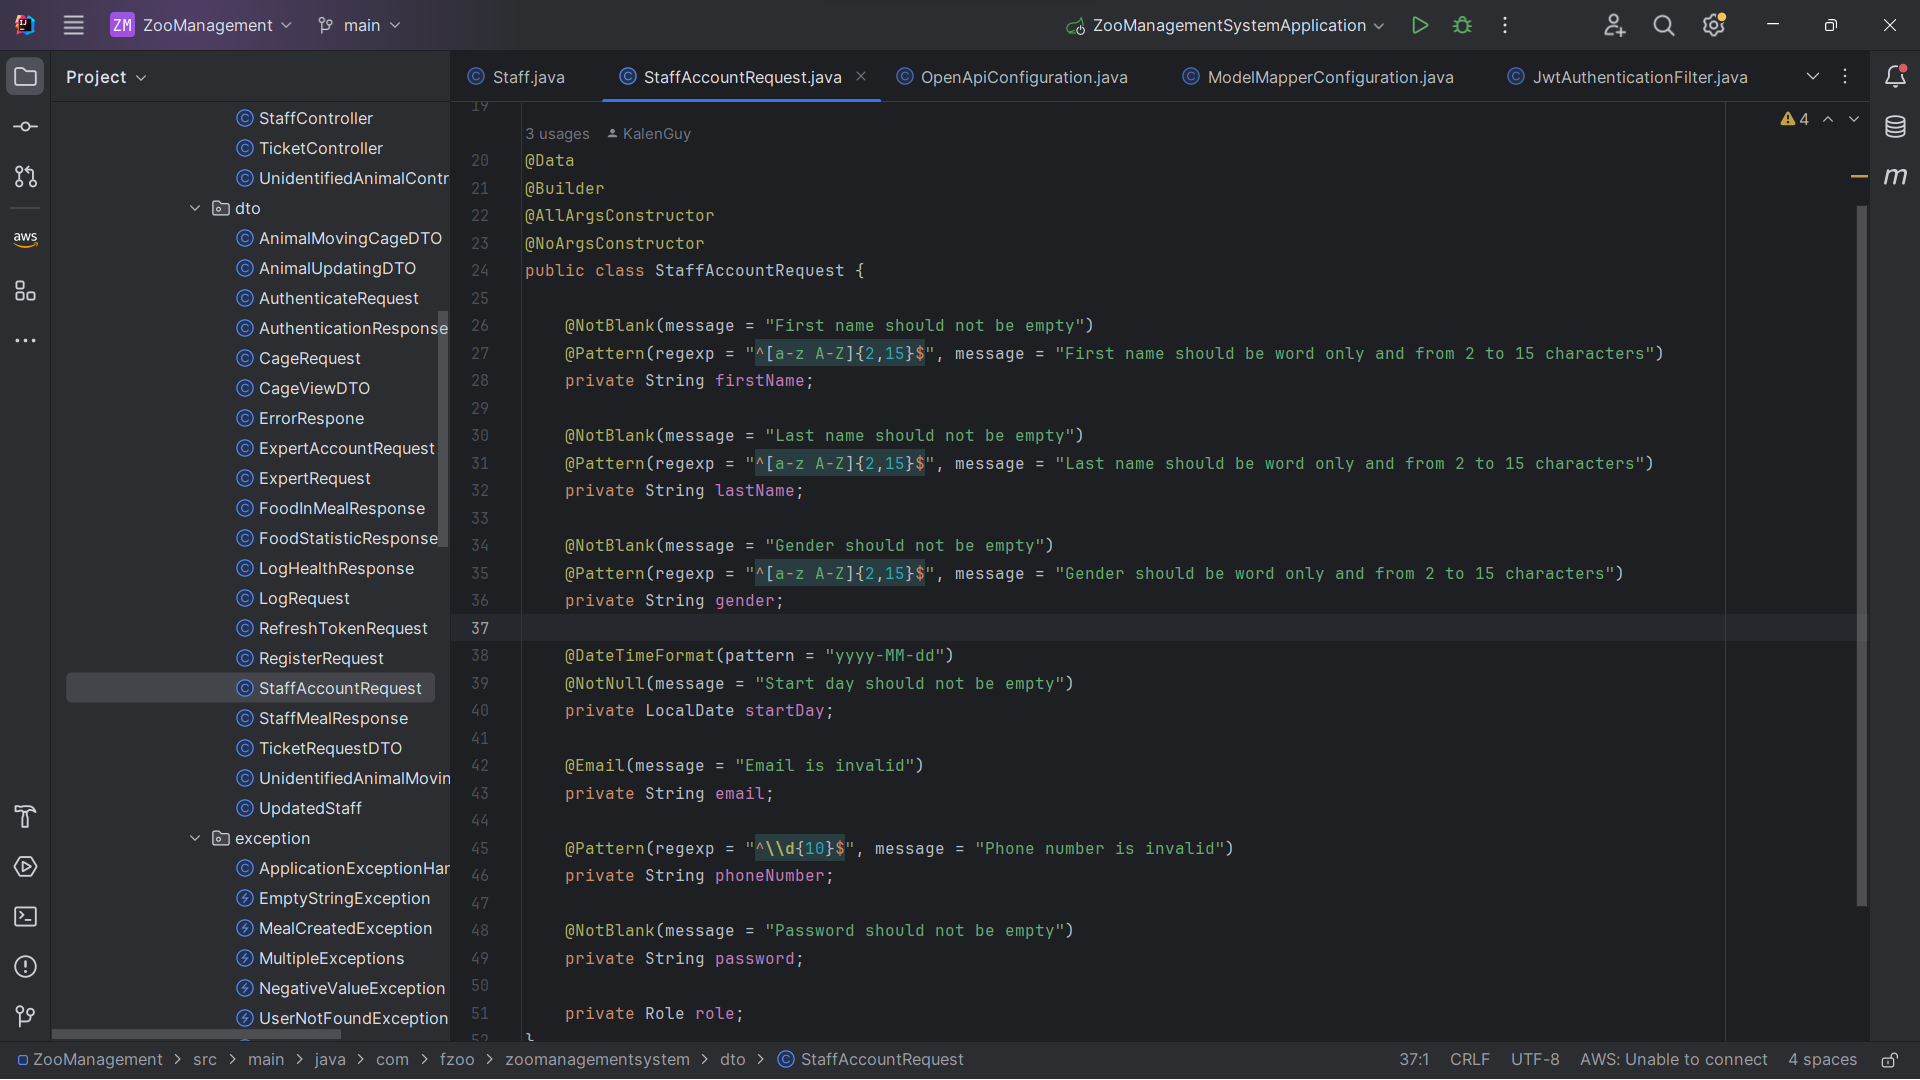 ZM ZooManagement main ZooManagementSystemApplication
Project
Staff.java StaffAccountRequest.java OpenApiConfiguration.java ModelMapperConfiguration.java JwtAuthenticationFilter.java
StaffController
TicketController
UnidentifiedAnimalContr
dto
AnimalMovingCageDTO
AnimalUpdatingDTO
AuthenticateRequest
AuthenticationResponse
CageRequest
CageViewDTO
ErrorRespone
ExpertAccountRequest
ExpertRequest
FoodInMealResponse
FoodStatisticResponse
LogHealthResponse
LogRequest
RefreshTokenRequest
RegisterRequest
StaffAccountRequest
StaffMealResponse
TicketRequestDTO
UnidentifiedAnimalMovin
UpdatedStaff
exception
ApplicationExceptionHar
EmptyStringException
MealCreatedException
MultipleExceptions
NegativeValueException
UserNotFoundException
aws
m
4
19
3 usages KalenGuy
20 @Data
21 @Builder
22 @AllArgsConstructor
23 @NoArgsConstructor
24 public class StaffAccountRequest {
25
26 @NotBlank(message = "First name should not be empty")
27 @Pattern(regexp = "^[a-z A-Z]{2,15}$", message = "First name should be word only and from 2 to 15 characters")
28 private String firstName;
29
30 @NotBlank(message = "Last name should not be empty")
31 @Pattern(regexp = "^[a-z A-Z]{2,15}$", message = "Last name should be word only and from 2 to 15 characters")
32 private String lastName;
33
34 @NotBlank(message = "Gender should not be empty")
35 @Pattern(regexp = "^[a-z A-Z]{2,15}$", message = "Gender should be word only and from 2 to 15 characters")
36 private String gender;
37
38 @DateTimeFormat(pattern = "yyyy-MM-dd")
39 @NotNull(message = "Start day should not be empty")
40 private LocalDate startDay;
41
42 @Email(message = "Email is invalid")
43 private String email;
44
45 @Pattern(regexp = "^\\d{10}$", message = "Phone number is invalid")
46 private String phoneNumber;
47
48 @NotBlank(message = "Password should not be empty")
49 private String password;
50
51 private Role role;
52 }
ZooManagement > src > main > java > com > fzoo > zoomanagementsystem > dto > StaffAccountRequest
37:1 CRLF UTF-8 AWS: Unable to connect 4 spaces